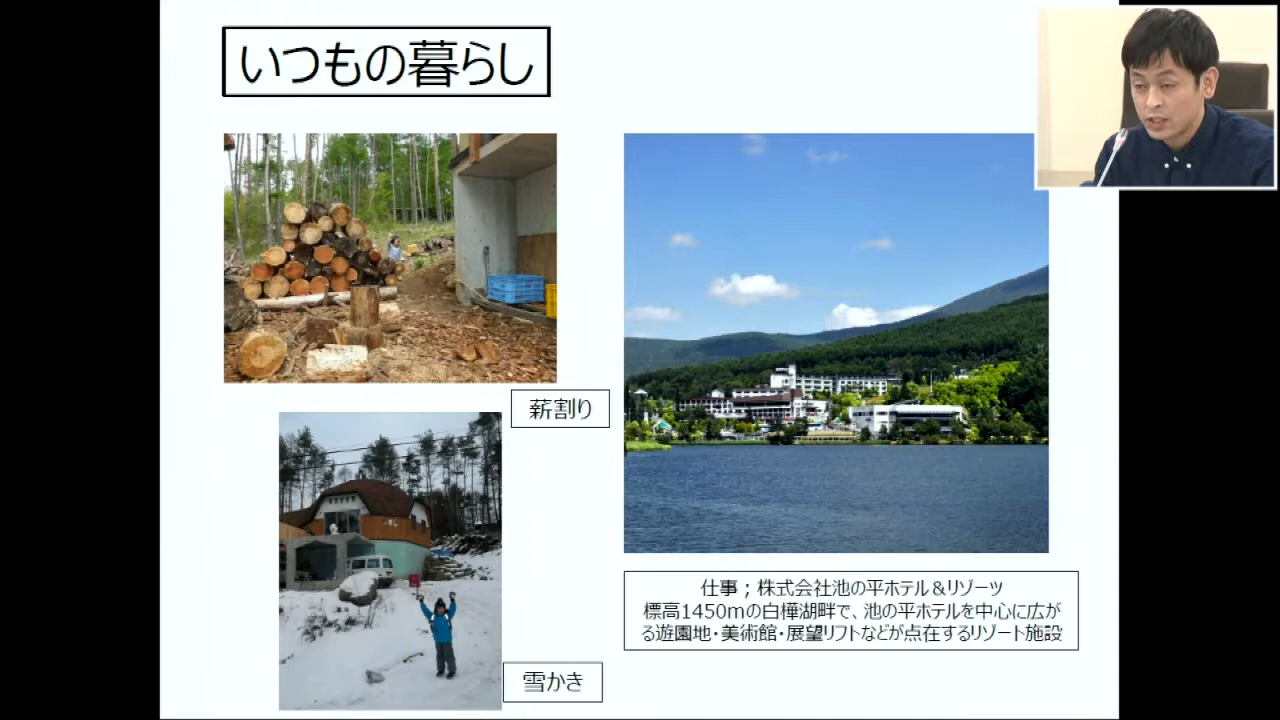 いつもの暮らし
薪割り
雪かき
仕事；株式会社池の平ホテル＆リゾーツ
標高1450mの白樺湖畔で、池の平ホテルを中心に広が
る遊園地・美術館・展望リフトなどが点在するリゾート施設